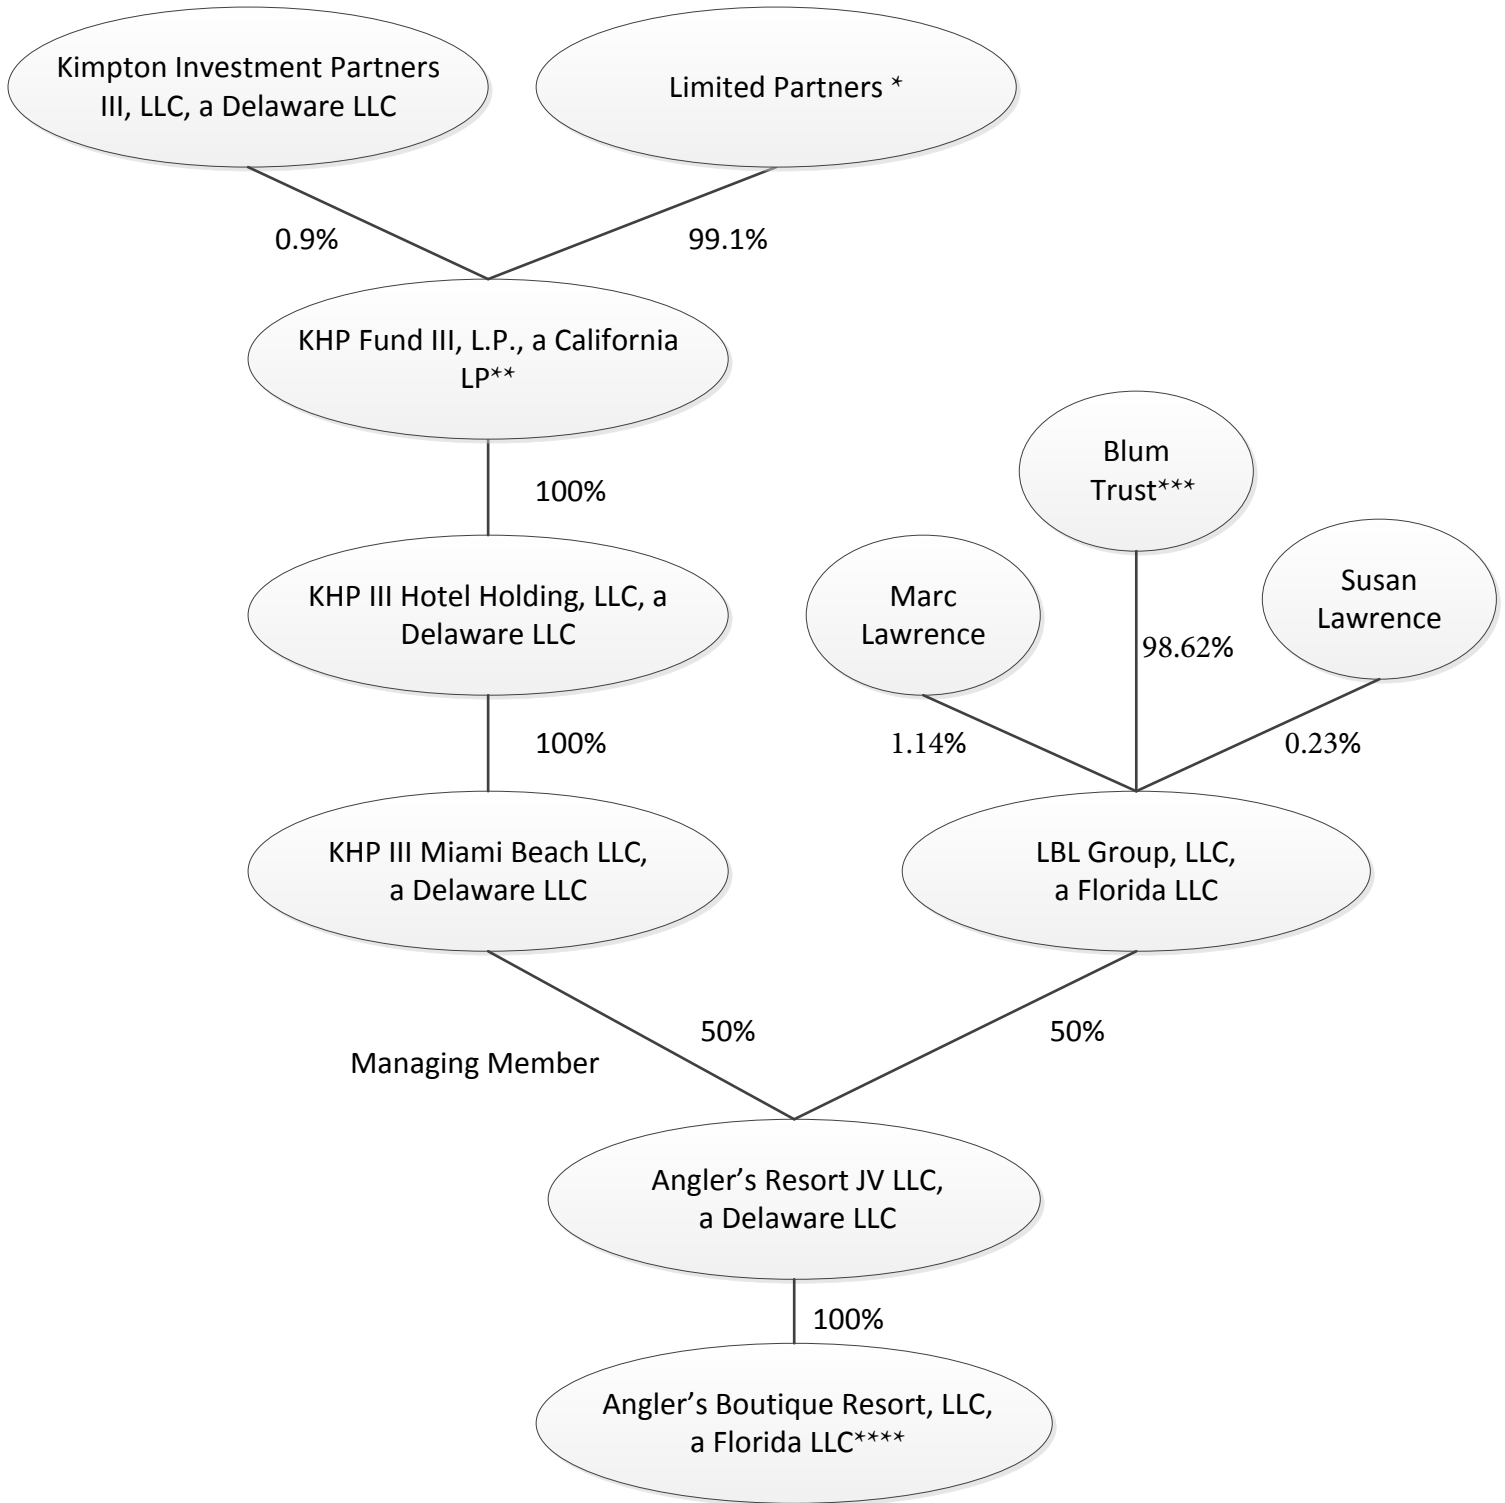 Kimpton Investment Partners
III, LLC, a Delaware LLC
Limited Partners *
0.9%
99.1%
KHP Fund III, L.P., a California
LP**
100%
Blum
Trust***
KHP III Hotel Holding, LLC, a
Delaware LLC
Marc
Lawrence
Susan
Lawrence
98.62%
100%
1.14%
0.23%
KHP III Miami Beach LLC,
a Delaware LLC
LBL Group, LLC,
a Florida LLC
50%
50%
Managing Member
Angler’s Resort JV LLC,
a Delaware LLC
100%
Angler’s Boutique Resort, LLC,
a Florida LLC****